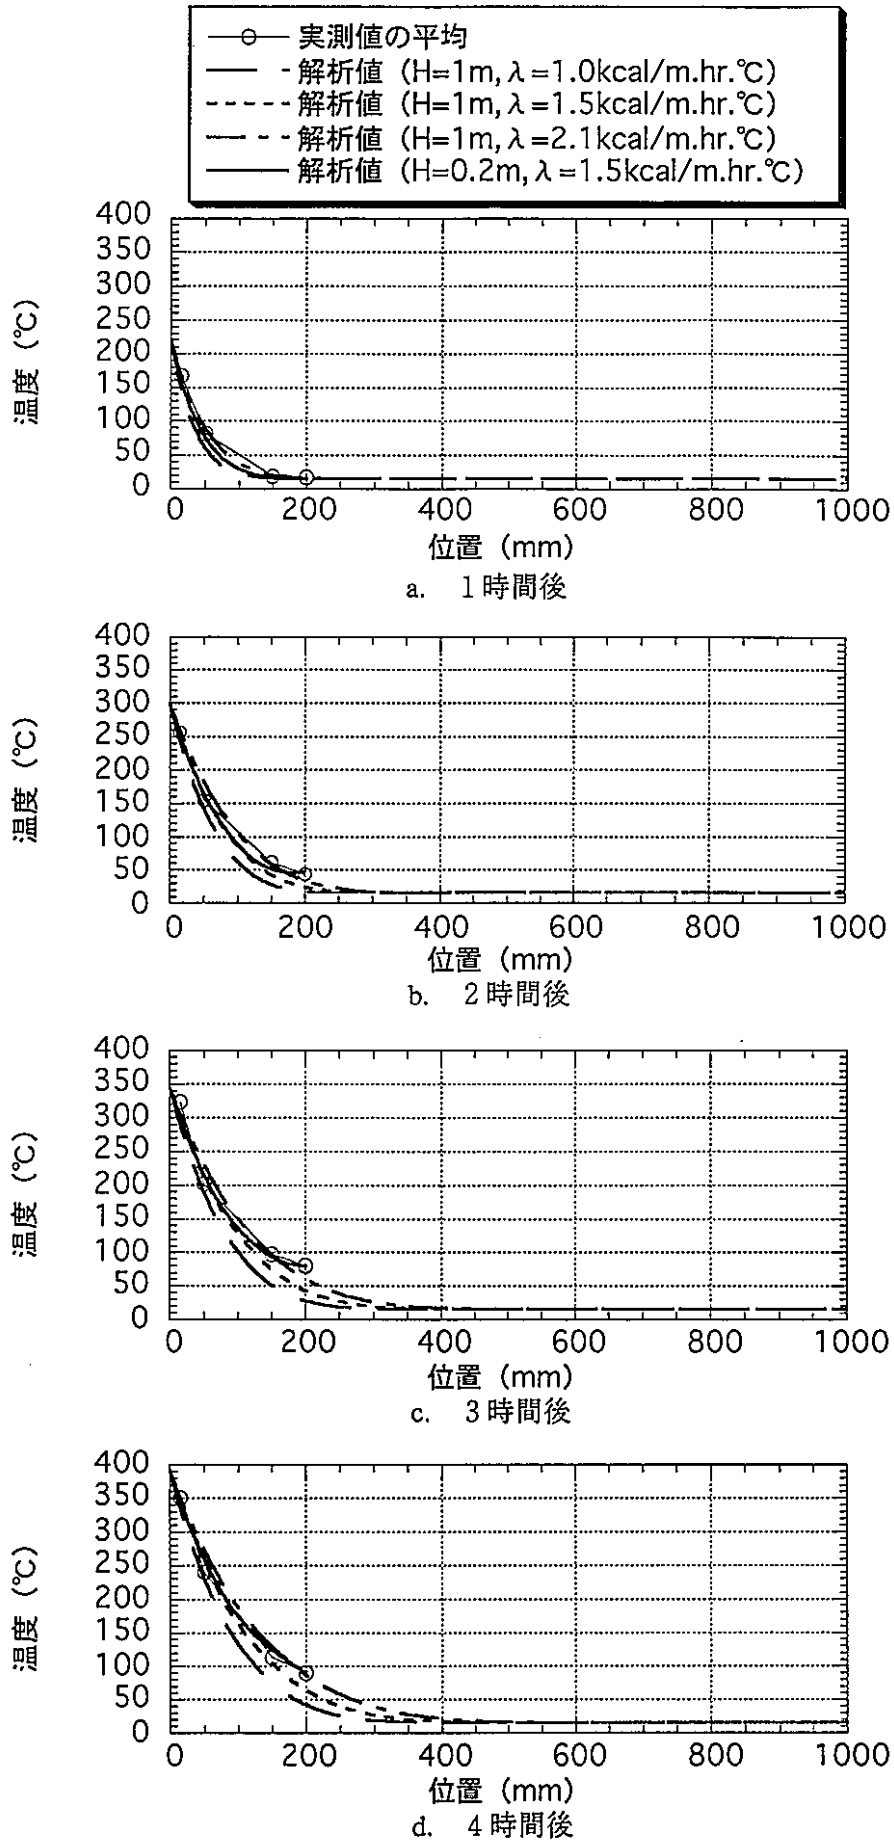 実測値の平均
解析値 (H=1m,λ=1.0kcal/m.hr.℃)
解析値 (H=1m,λ=1.5kcal/m.hr.℃)
解析値 (H=1m,λ=2.1kcal/m.hr.℃)
解析値 (H=0.2m,λ=1.5kcal/m.hr.℃)
温度 (℃)
400
350
300
250
200
150
100
50
0
0 200 400 600 800 1000
位置 (mm)
a. 1時間後
温度 (℃)
400
350
300
250
200
150
100
50
0
0 200 400 600 800 1000
位置 (mm)
b. 2時間後
温度 (℃)
400
350
300
250
200
150
100
50
0
0 200 400 600 800 1000
位置 (mm)
c. 3時間後
温度 (℃)
400
350
300
250
200
150
100
50
0
0 200 400 600 800 1000
位置 (mm)
d. 4時間後